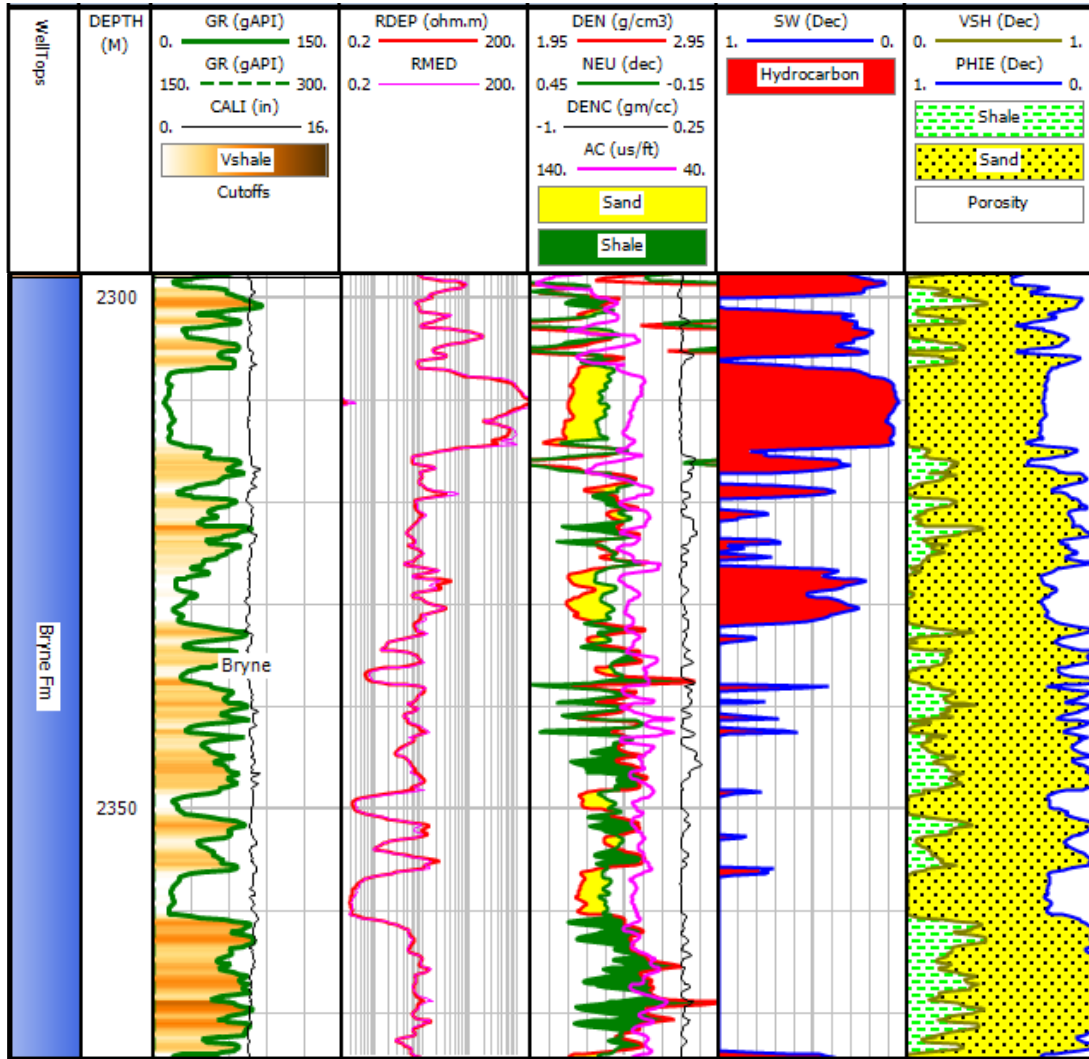 WellTops
DEPTH
(M)
GR (gAPI)
0. 150.
GR (gAPI)
150. 300.
CALI (in)
0. 16.
Vshale
Cutoffs
RDEP (ohm.m)
0.2 200.
RMED
0.2 200.
DEN (g/cm3)
1.95 2.95
NEU (dec)
0.45 -0.15
DENC (gm/cc)
-1. 0.25
AC (us/ft)
140. 40.
Sand
Shale
SW (Dec)
1. 0.
Hydrocarbon
VSH (Dec)
0. 1.
PHIE (Dec)
1. 0.
Shale
Sand
Porosity
2300
Bryne Fm
Bryne
2350